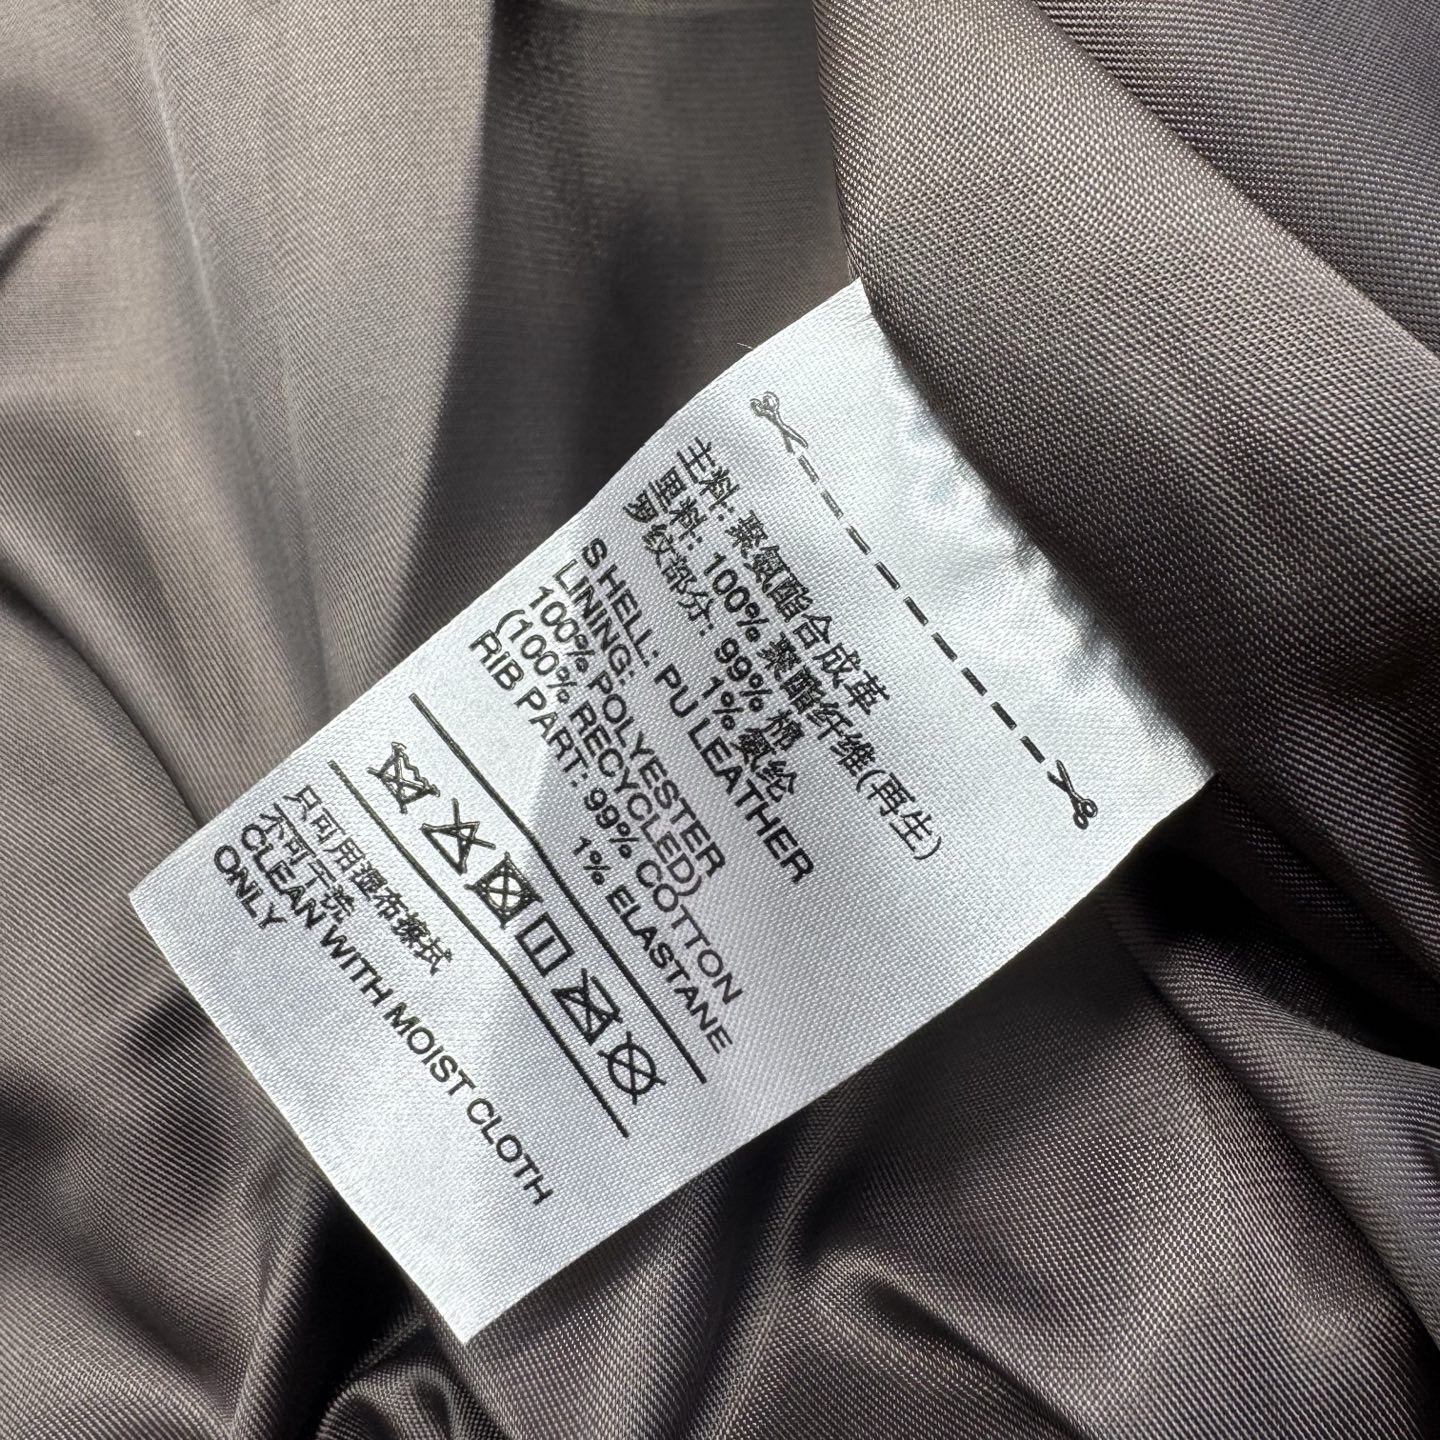 主料: 聚氨酯合成革
里料: 100% 聚酯纤维(再生)
罗纹部分: 99% 棉
1% 氨纶
SHELL: PU LEATHER
LINING:
100% POLYESTER
(100% RECYCLED)
RIB PART: 99% COTTON
1% ELASTANE
只可用湿布擦拭
不可干洗
CLEAN WITH MOIST CLOTH
ONLY